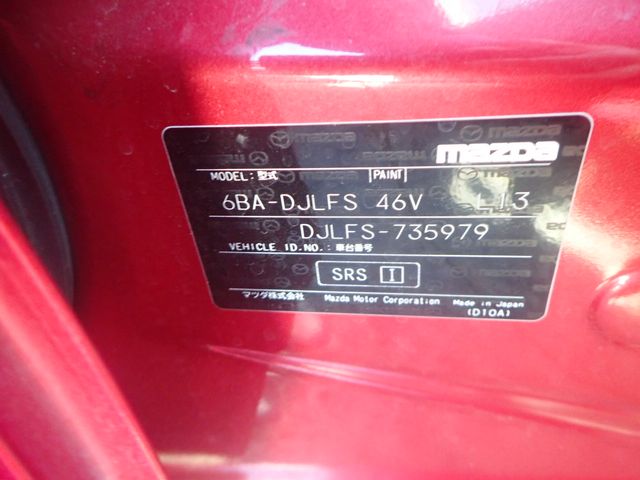 mazda
MODEL: 型式 PAINT
6BA-DJLFS 46V L13
DJLFS-735979
VEHICLE ID.NO.: 車台番号
SRS I
マツダ株式会社 Mazda Motor Corporation Made in Japan
(D10A)